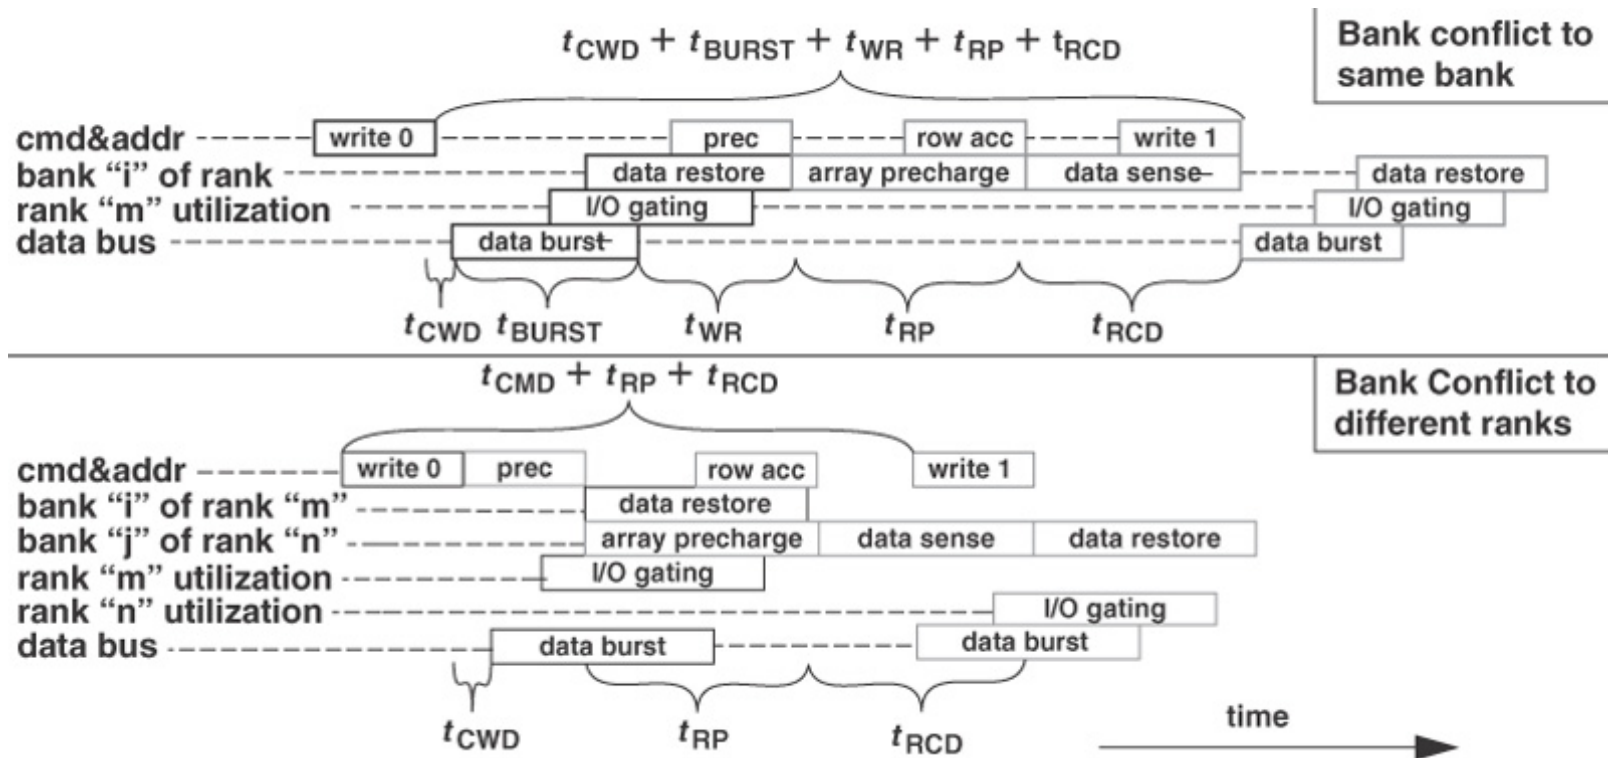 tCWD + tBURST + tWR + tRP + tRCD
Bank conflict to
same bank
cmd&addr write 0 prec row acc write 1
bank “i” of rank data restore array precharge data sense data restore
rank “m” utilization I/O gating I/O gating
data bus data burst data burst
tCWD tBURST tWR tRP tRCD
tCMD + tRP + tRCD
Bank Conflict to
different ranks
cmd&addr write 0 prec row acc write 1
bank “i” of rank “m” data restore
bank “j” of rank “n” array precharge data sense data restore
rank “m” utilization I/O gating
rank “n” utilization I/O gating
data bus data burst data burst
tCWD tRP tRCD time